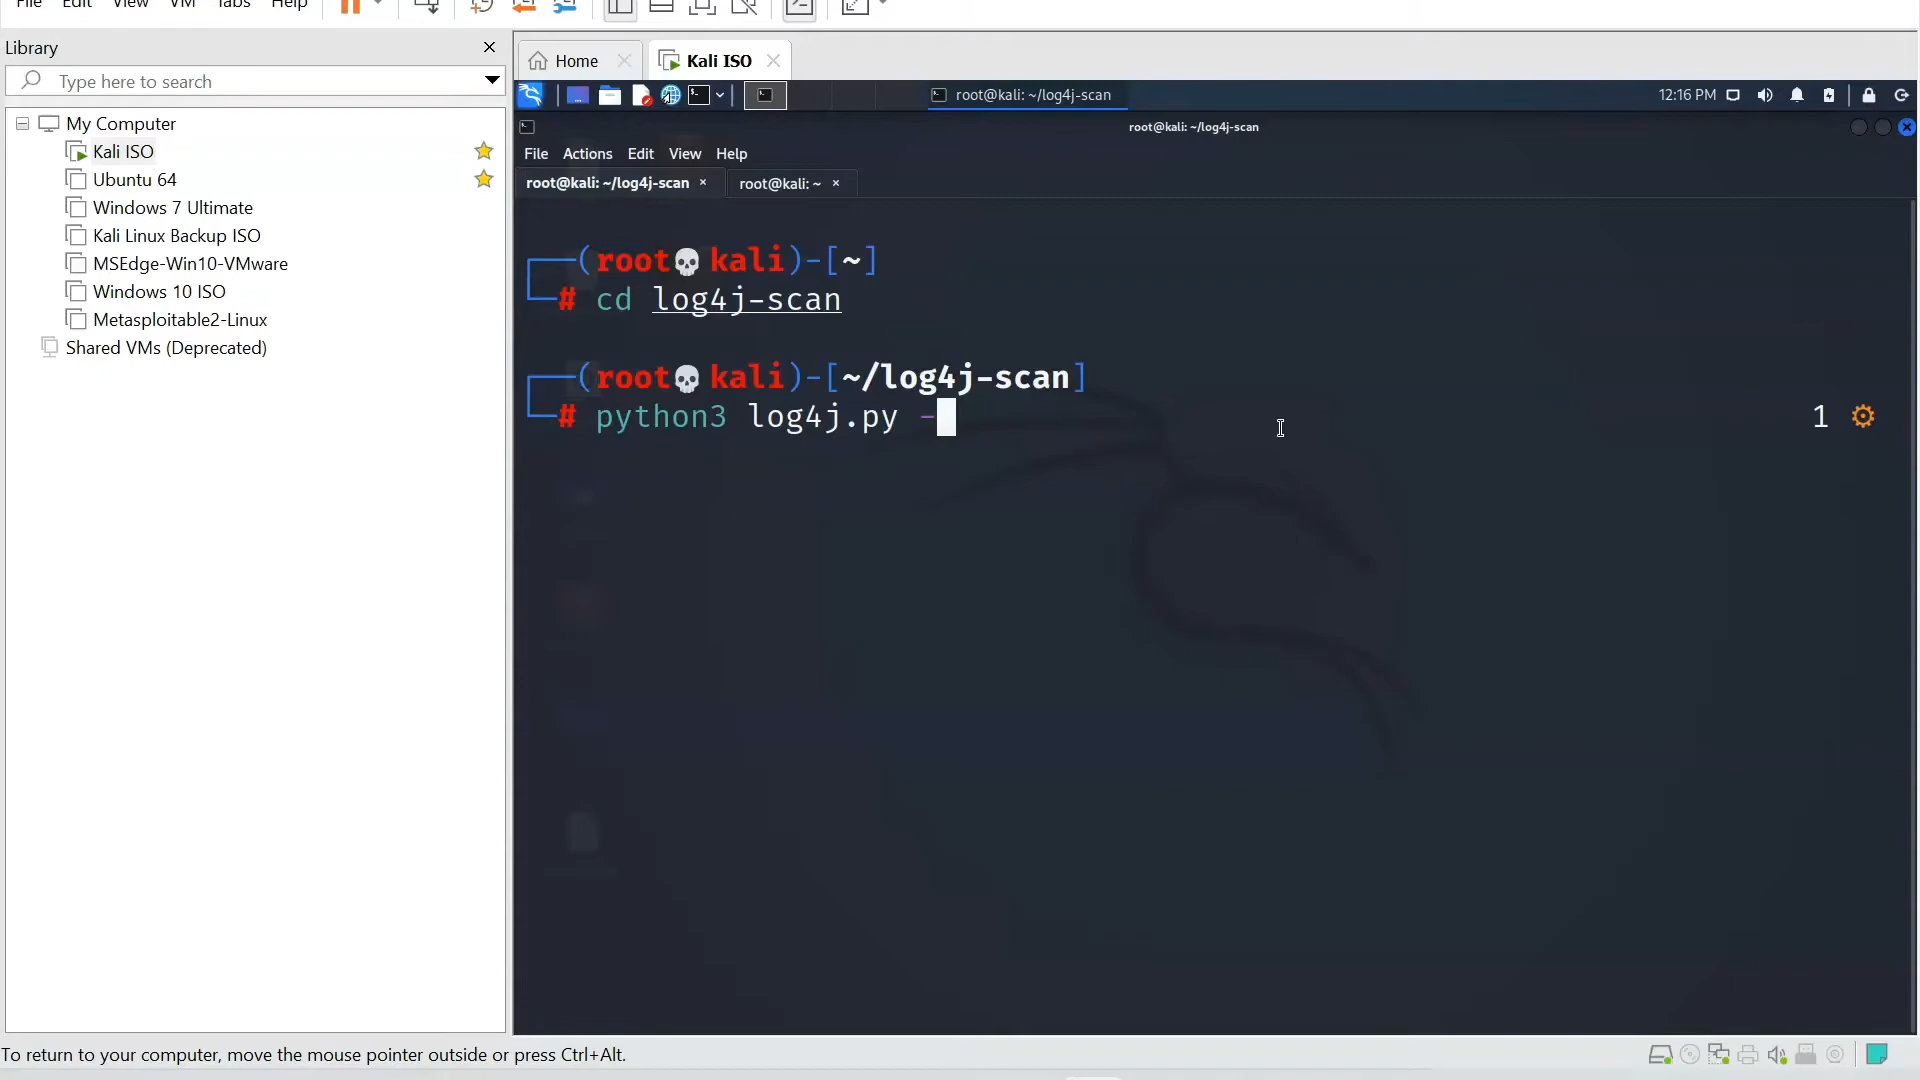 File Edit View VM Tabs Help
Library
Type here to search
My Computer
Kali ISO
Ubuntu 64
Windows 7 Ultimate
Kali Linux Backup ISO
MSEdge-Win10-VMware
Windows 10 ISO
Metasploitable2-Linux
Shared VMs (Deprecated)
Home
Kali ISO
root@kali: ~/log4j-scan
12:16 PM
root@kali: ~/log4j-scan
File Actions Edit View Help
root@kali: ~/log4j-scan ×
root@kali: ~ ×
(root💀kali)-[~]
# cd log4j-scan
(root💀kali)-[~/log4j-scan]
# python3 log4j.py -
1
To return to your computer, move the mouse pointer outside or press Ctrl+Alt.